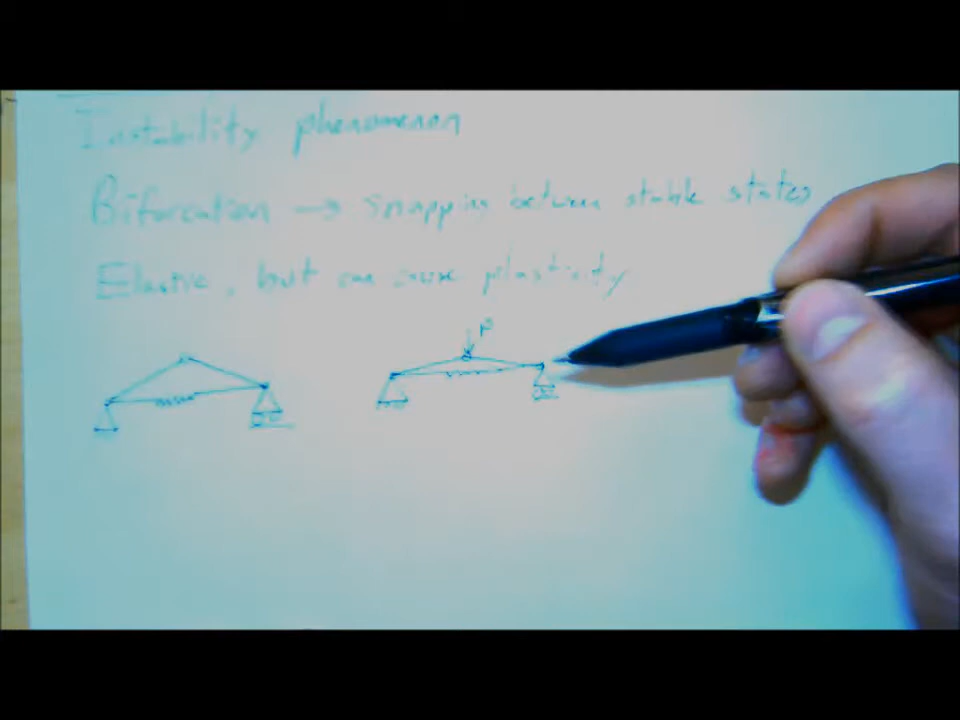 Instability phenomenon
Bifurcation → snapping between stable states
Elastic, but can cause plasticity
P